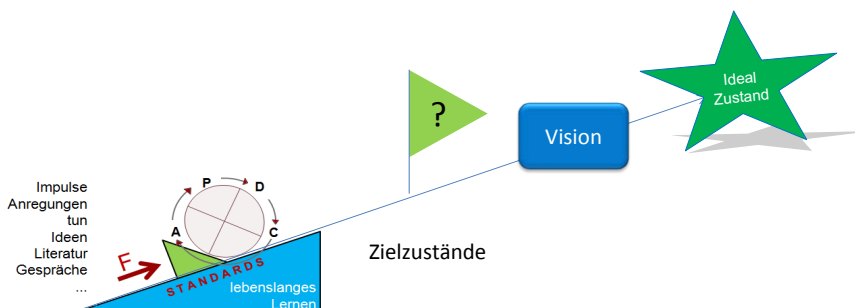 Ideal
Zustand
?
Vision
Impulse
Anregungen
tun
Ideen
Literatur
Gespräche
...
P
D
A
C
F
STANDARDS
Zielzustände
lebenslanges
Lernen